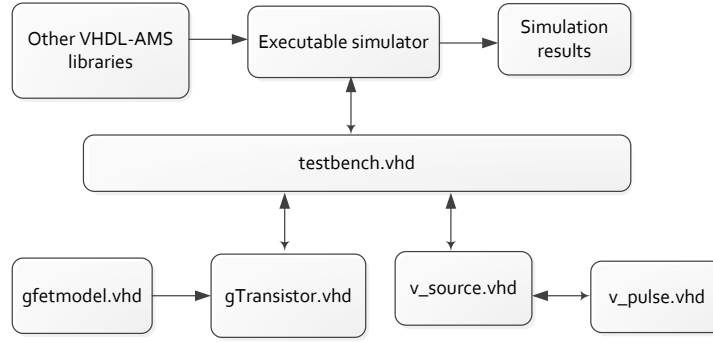 Other VHDL-AMS
libraries
Executable simulator
Simulation
results
testbench.vhd
gfetmodel.vhd
gTransistor.vhd
v_source.vhd
v_pulse.vhd